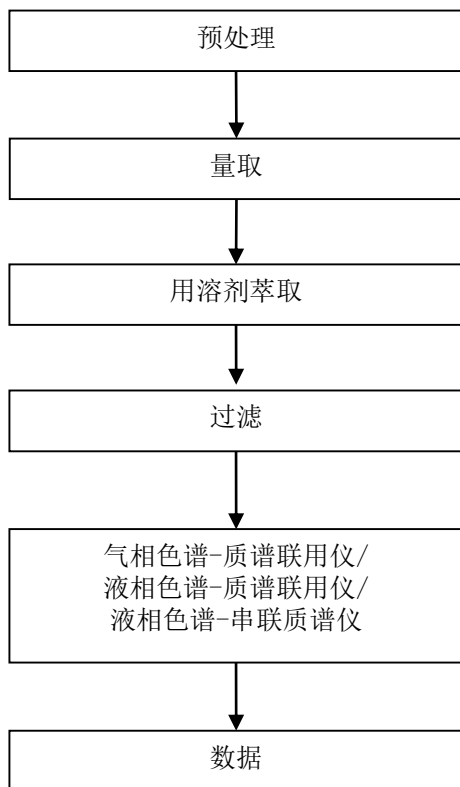 预处理
量取
用溶剂萃取
过滤
气相色谱-质谱联用仪/
液相色谱-质谱联用仪/
液相色谱-串联质谱仪
数据